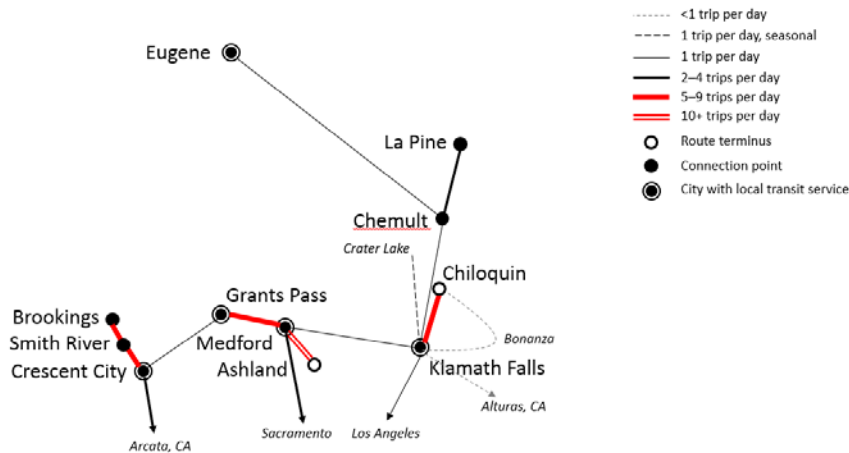 <1 trip per day
1 trip per day, seasonal
1 trip per day
2–4 trips per day
5–9 trips per day
10+ trips per day
Route terminus
Connection point
City with local transit service
Eugene
La Pine
Chemult
Crater Lake
Chiloquin
Grants Pass
Brookings
Smith River
Medford
Bonanza
Crescent City
Ashland
Klamath Falls
Alturas, CA
Arcata, CA
Sacramento
Los Angeles